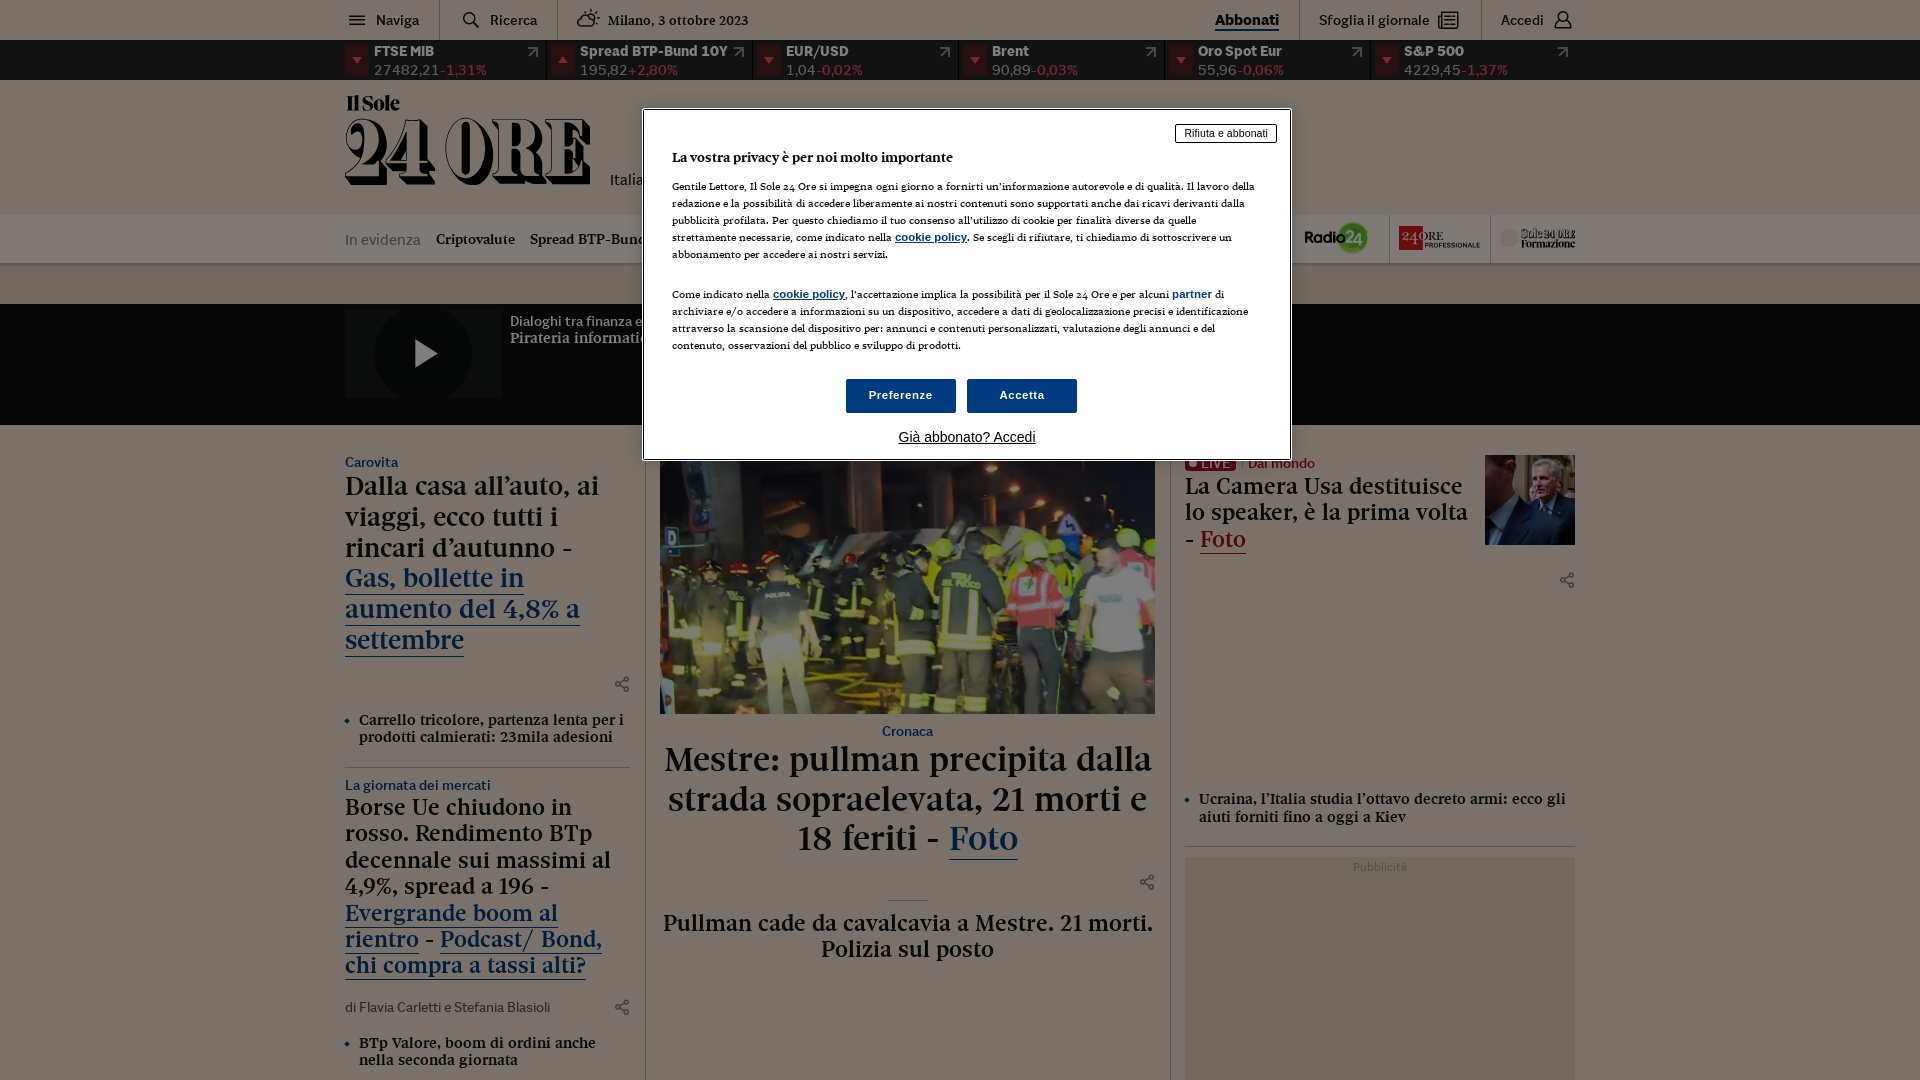 Naviga
Ricerca
Milano, 3 ottobre 2023
Abbonati
Sfoglia il giornale
Accedi
FTSE MIB
27482,21-1,31%
Spread BTP-Bund 10Y
195,82+2,80%
EUR/USD
1,04-0,02%
Brent
90,89-0,03%
Oro Spot Eur
55,96-0,06%
S&P 500
4229,45-1,37%
Il Sole
24 ORE
Italia
Rifiuta e abbonati
La vostra privacy è per noi molto importante
Gentile Lettore, Il Sole 24 Ore si impegna ogni giorno a fornirti un'informazione autorevole e di qualità. Il lavoro della
redazione e la possibilità di accedere liberamente ai nostri contenuti sono supportati anche dai ricavi derivanti dalla
pubblicità profilata. Per questo chiediamo il tuo consenso all'utilizzo di cookie per finalità diverse da quelle
strettamente necessarie, come indicato nella cookie policy. Se scegli di rifiutare, ti chiediamo di sottoscrivere un
abbonamento per accedere ai nostri servizi.
Come indicato nella cookie policy, l'accettazione implica la possibilità per il Sole 24 Ore e per alcuni partner di
archiviare e/o accedere a informazioni su un dispositivo, accedere a dati di geolocalizzazione precisi e identificazione
attraverso la scansione del dispositivo per: annunci e contenuti personalizzati, valutazione degli annunci e del
contenuto, osservazioni del pubblico e sviluppo di prodotti.
Preferenze
Accetta
Già abbonato? Accedi
In evidenza
Criptovalute
Spread BTP-Bund
Radio24
24 ORE
PROFESSIONALE
Sole 24 ORE
Formazione
Dialoghi tra finanza e
Pirateria informatic
Carovita
Dalla casa all’auto, ai
viaggi, ecco tutti i
rincari d’autunno -
Gas, bollette in
aumento del 4,8% a
settembre
Carrello tricolore, partenza lenta per i
prodotti calmierati: 23mila adesioni
La giornata dei mercati
Borse Ue chiudono in
rosso. Rendimento BTp
decennale sui massimi al
4,9%, spread a 196 -
Evergrande boom al
rientro - Podcast/ Bond,
chi compra a tassi alti?
di Flavia Carletti e Stefania Blasioli
BTp Valore, boom di ordini anche
nella seconda giornata
POLIZIA
Cronaca
Mestre: pullman precipita dalla
strada sopraelevata, 21 morti e
18 feriti - Foto
Pullman cade da cavalcavia a Mestre. 21 morti.
Polizia sul posto
LIVE
Dal mondo
La Camera Usa destituisce
lo speaker, è la prima volta
- Foto
Ucraina, l’Italia studia l’ottavo decreto armi: ecco gli
aiuti forniti fino a oggi a Kiev
Pubblicità